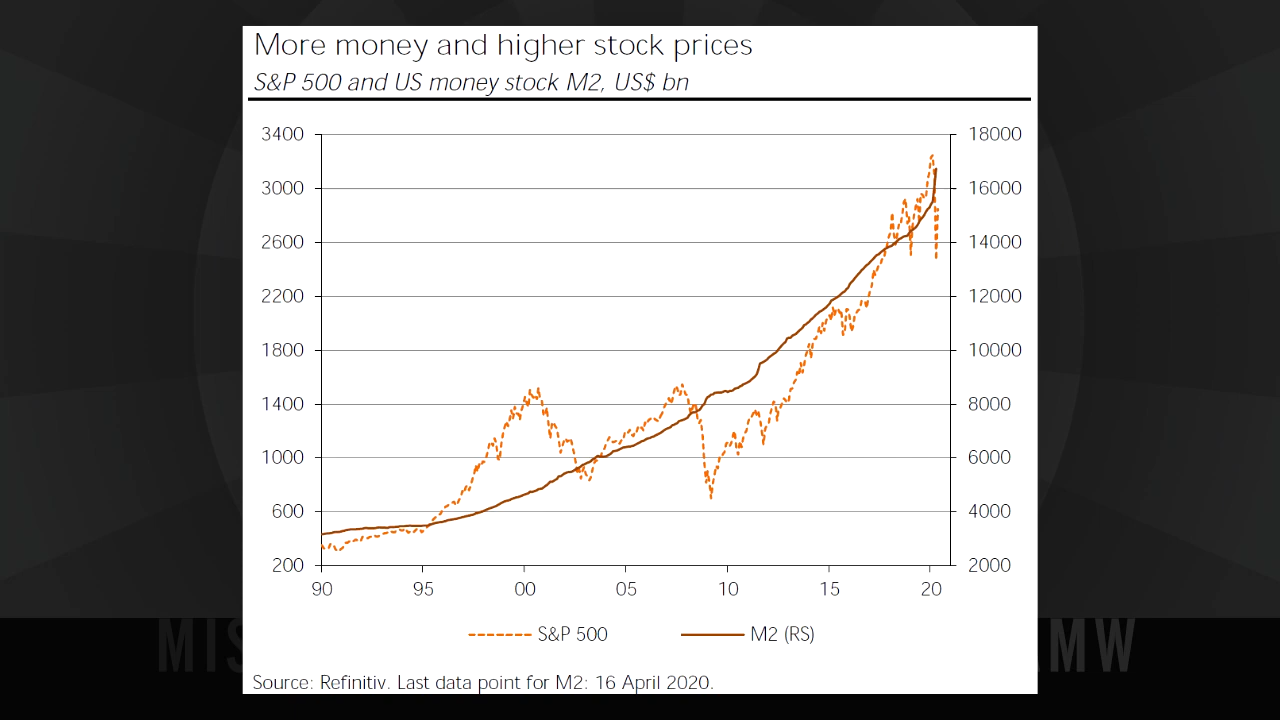 More money and higher stock prices
S&P 500 and US money stock M2, US$ bn
3400 18000
3000 16000
2600 14000
2200 12000
1800 10000
1400 8000
1000 6000
600 4000
200 2000
90 95 00 05 10 15 20
S&P 500 M2 (RS)
MIS MW
Source: Refinitiv. Last data point for M2: 16 April 2020.